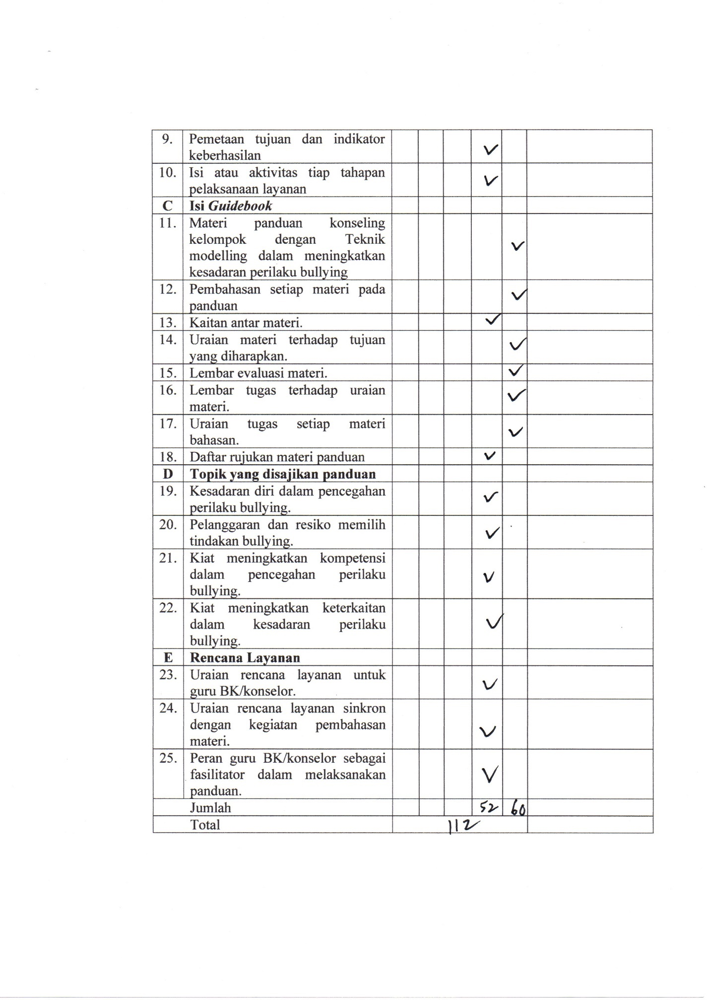 9. Pemetaan tujuan dan indikator
keberhasilan
10. Isi atau aktivitas tiap tahapan
pelaksanaan layanan
C Isi Guidebook
11. Materi panduan konseling
kelompok dengan Teknik
modelling dalam meningkatkan
kesadaran perilaku bullying
12. Pembahasan setiap materi pada
panduan
13. Kaitan antar materi.
14. Uraian materi terhadap tujuan
yang diharapkan.
15. Lembar evaluasi materi.
16. Lembar tugas terhadap uraian
materi.
17. Uraian tugas setiap materi
bahasan.
18. Daftar rujukan materi panduan
D Topik yang disajikan panduan
19. Kesadaran diri dalam pencegahan
perilaku bullying.
20. Pelanggaran dan resiko memilih
tindakan bullying.
21. Kiat meningkatkan kompetensi
dalam pencegahan perilaku
bullying.
22. Kiat meningkatkan keterkaitan
dalam kesadaran perilaku
bullying.
E Rencana Layanan
23. Uraian rencana layanan untuk
guru BK/konselor.
24. Uraian rencana layanan sinkron
dengan kegiatan pembahasan
materi.
25. Peran guru BK/konselor sebagai
fasilitator dalam melaksanakan
panduan.
Jumlah 52 60
Total 112